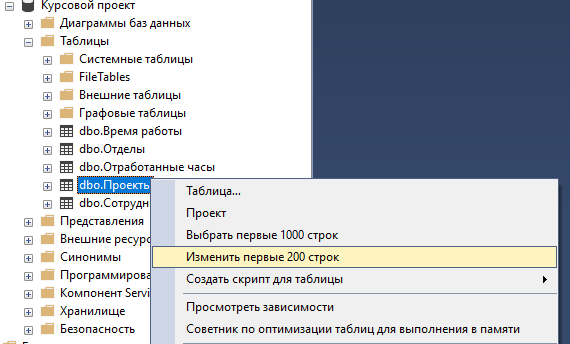 Курсовой проект
Диаграммы баз данных
Таблицы
Системные таблицы
FileTables
Внешние таблицы
Графовые таблицы
dbo.Время работы
dbo.Отделы
dbo.Отработанные часы
dbo.Проекты
dbo.Сотрудн
Представления
Внешние ресурс
Синонимы
Программирова
Компонент Servi
Хранилище
Безопасность
Таблица...
Проект
Выбрать первые 1000 строк
Изменить первые 200 строк
Создать скрипт для таблицы
Просмотреть зависимости
Советник по оптимизации таблиц для выполнения в памяти